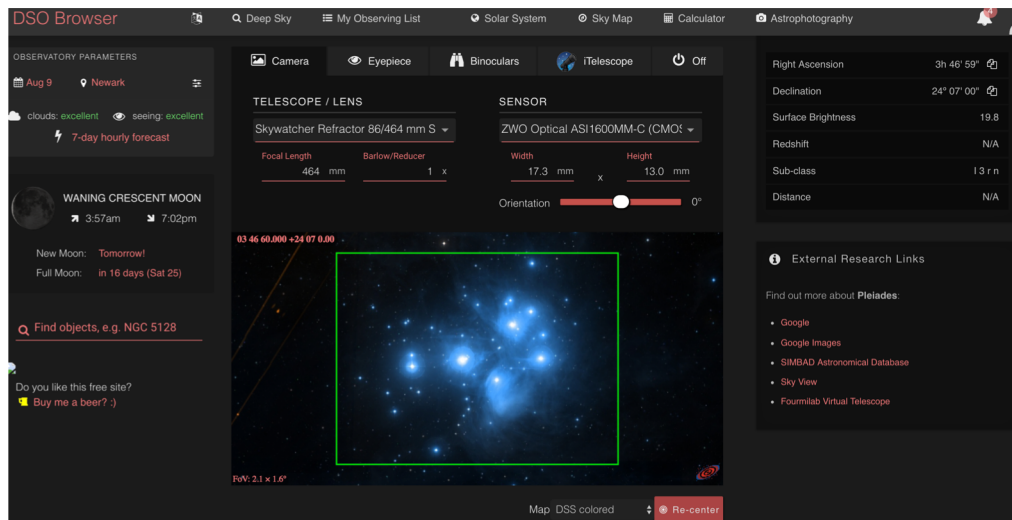 DSO Browser
Deep Sky
My Observing List
Solar System
Sky Map
Calculator
Astrophotography
4
OBSERVATORY PARAMETERS
Aug 9
Newark
clouds: excellent
seeing: excellent
7-day hourly forecast
WANING CRESCENT MOON
3:57am
7:02pm
New Moon: Tomorrow!
Full Moon: in 16 days (Sat 25)
Find objects, e.g. NGC 5128
Do you like this free site?
Buy me a beer? :)
Camera
Eyepiece
Binoculars
iTelescope
Off
TELESCOPE / LENS
Skywatcher Refractor 86/464 mm S
Focal Length
464 mm
Barlow/Reducer
1 x
SENSOR
ZWO Optical ASI1600MM-C (CMOS
Width
17.3 mm
x
Height
13.0 mm
Orientation
0°
03 46 60.000 +24 07 0.00
FoV: 2.1 × 1.6°
Map DSS colored
Re-center
Right Ascension 3h 46' 59"
Declination 24° 07' 00"
Surface Brightness 19.8
Redshift N/A
Sub-class I 3 r n
Distance N/A
External Research Links
Find out more about Pleiades:
Google
Google Images
SIMBAD Astronomical Database
Sky View
Fourmilab Virtual Telescope